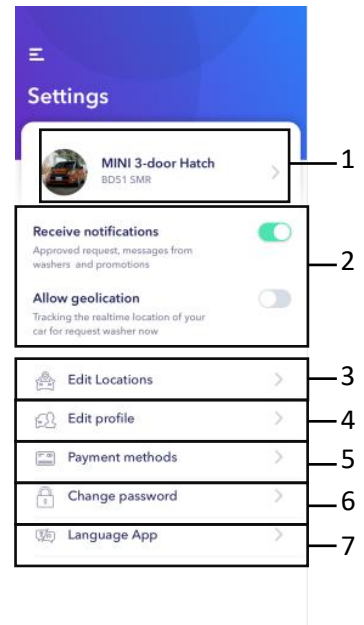 Settings
MINI 3-door Hatch
BD51 SMR
1
Receive notifications
Approved request, messages from
washers and promotions
2
Allow geolication
Tracking the realtime location of your
car for request washer now
Edit Locations
3
Edit profile
4
Payment methods
5
Change password
6
Language App
7